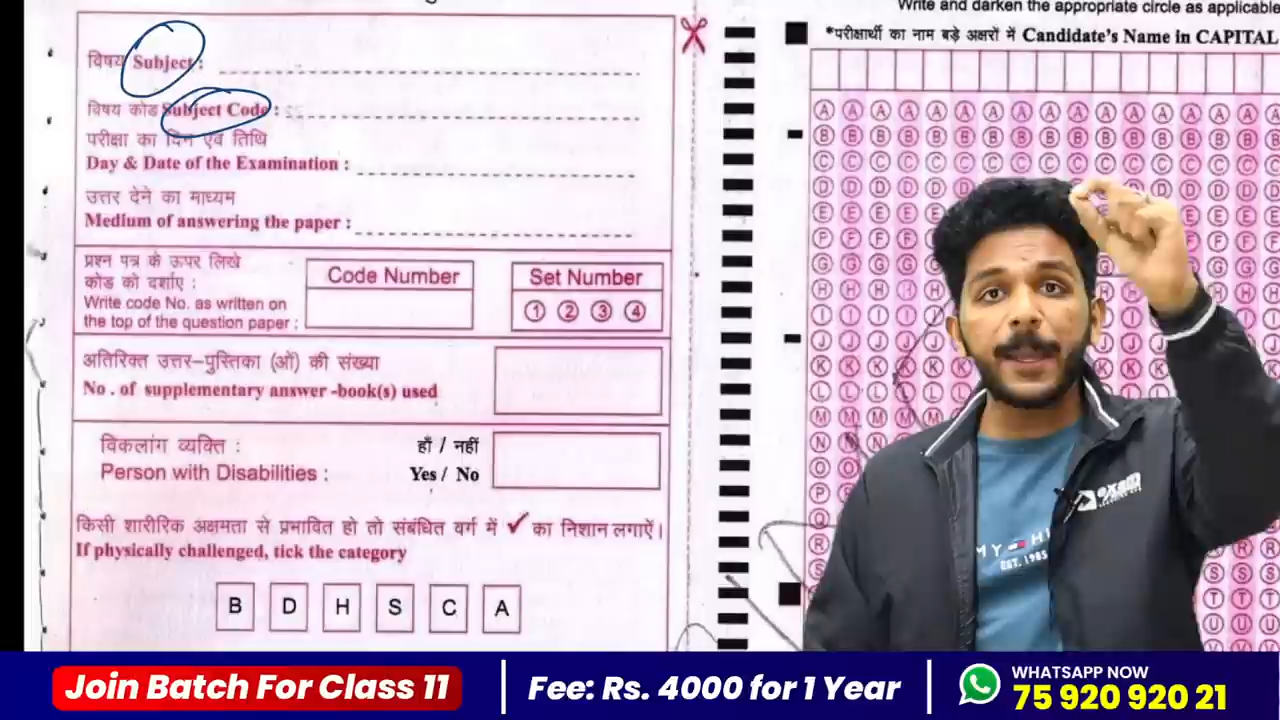 Write and darken the appropriate circle as applicable
*परीक्षार्थी का नाम बड़े अक्षरों में Candidate's Name in CAPITAL
विषय Subject :
विषय कोड Subject Code :
परीक्षा का दिन एवं तिथि
Day & Date of the Examination :
उत्तर देने का माध्यम
Medium of answering the paper :
प्रश्न पत्र के ऊपर लिखे
कोड को दर्शाए :
Write code No. as written on
the top of the question paper :
Code Number
Set Number
1 2 3 4
अतिरिक्त उत्तर–पुस्तिका (ओं) की संख्या
No . of supplementary answer -book(s) used
विकलांग व्यक्ति :
हाँ / नहीं
Person with Disabilities :
Yes / No
किसी शारीरिक अक्षमता से प्रभावित हो तो संबंधित वर्ग में ✓ का निशान लगाऐं।
If physically challenged, tick the category
B D H S C A
exam
EST. 1985
Join Batch For Class 11
Fee: Rs. 4000 for 1 Year
WHATSAPP NOW
75 920 920 21